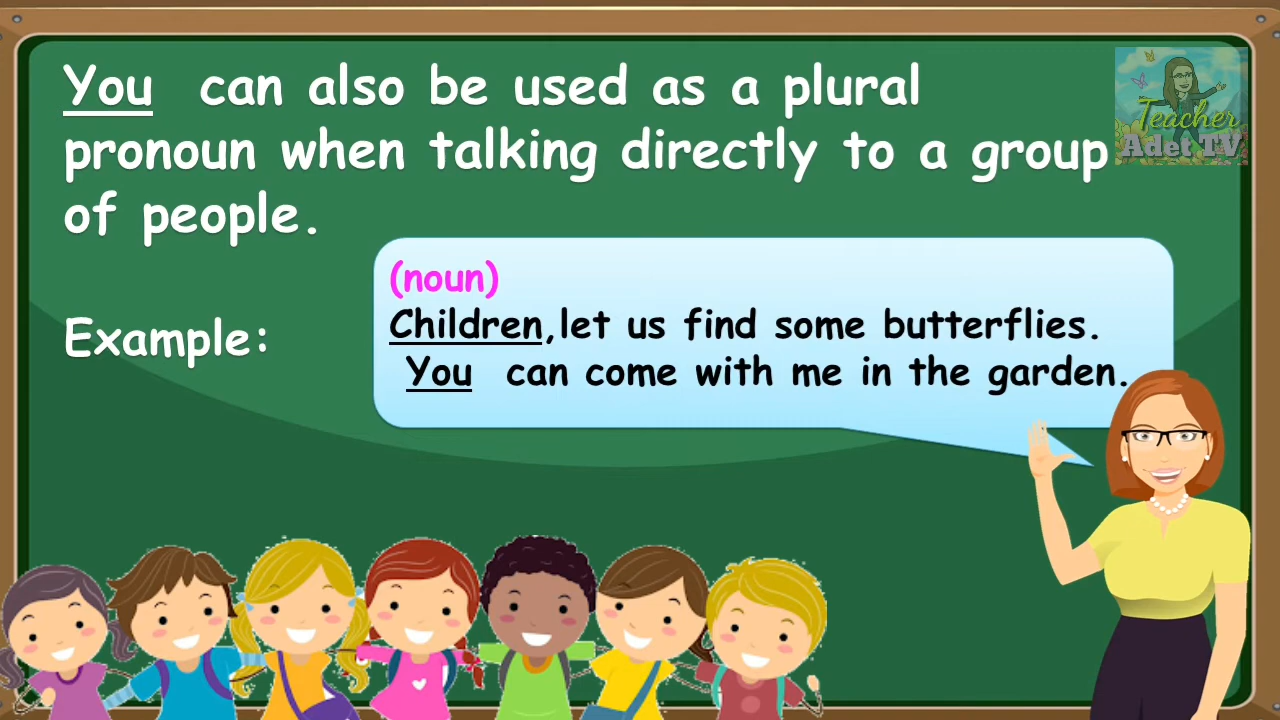 You can also be used as a plural
pronoun when talking directly to a group
of people.
Teacher
Adet TV
(noun)
Children,let us find some butterflies.
Example:
You can come with me in the garden.